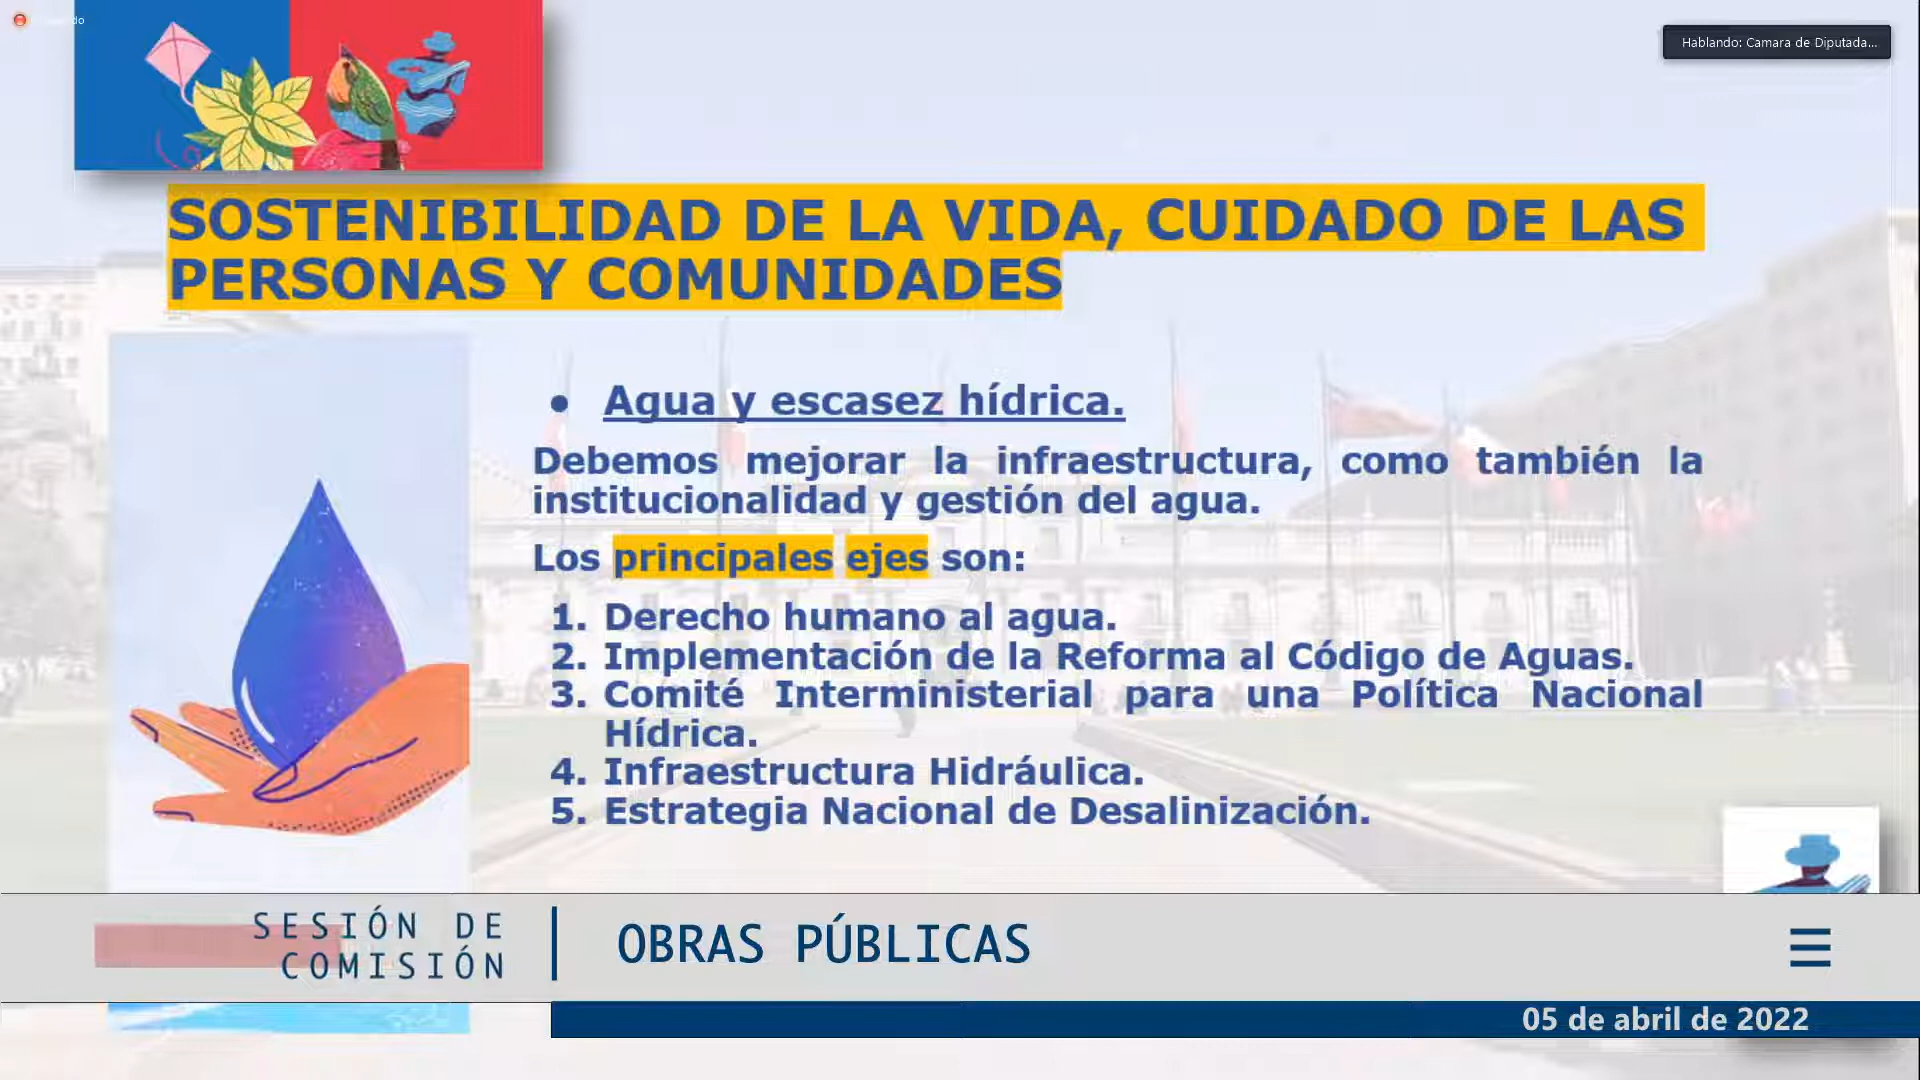 Hablando: Camara de Diputada...
SOSTENIBILIDAD DE LA VIDA, CUIDADO DE LAS
PERSONAS Y COMUNIDADES
• Agua y escasez hídrica.
Debemos mejorar la infraestructura, como también la
institucionalidad y gestión del agua.
Los principales ejes son:
1. Derecho humano al agua.
2. Implementación de la Reforma al Código de Aguas.
3. Comité Interministerial para una Política Nacional
Hídrica.
4. Infraestructura Hidráulica.
5. Estrategia Nacional de Desalinización.
SESIÓN DE
COMISIÓN
OBRAS PÚBLICAS
05 de abril de 2022